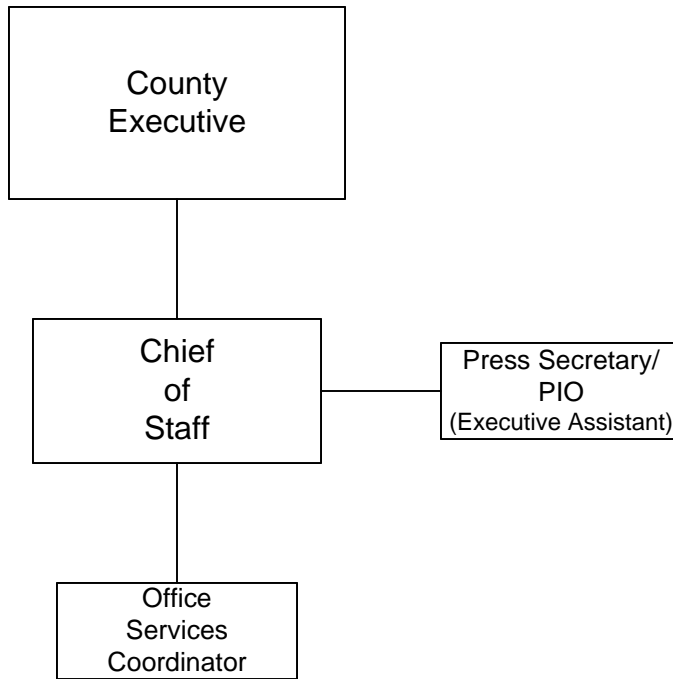 County
Executive
Chief
of
Staff
Press Secretary/
PIO
(Executive Assistant)
Office
Services
Coordinator